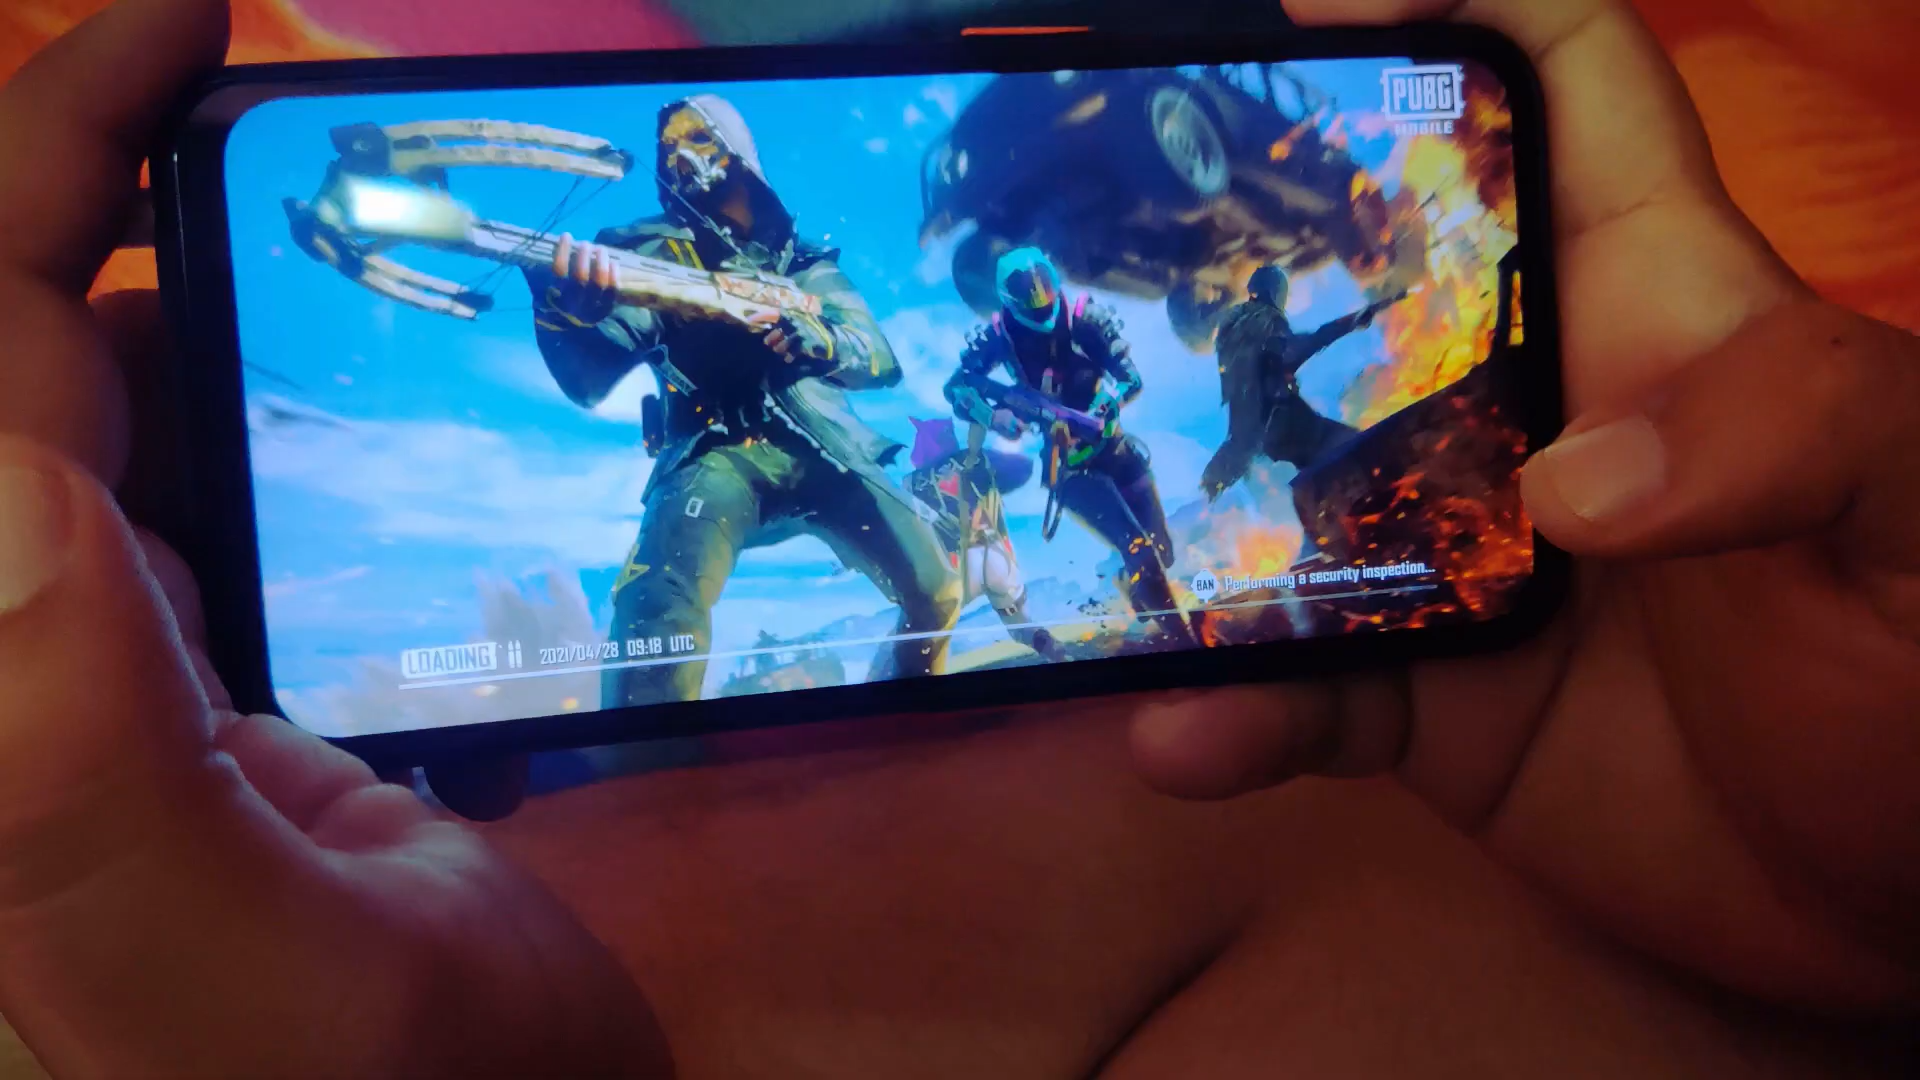 PUBG
MOBILE
BAN Performing a security inspection...
LOADING 2021/04/28 09:18 UTC